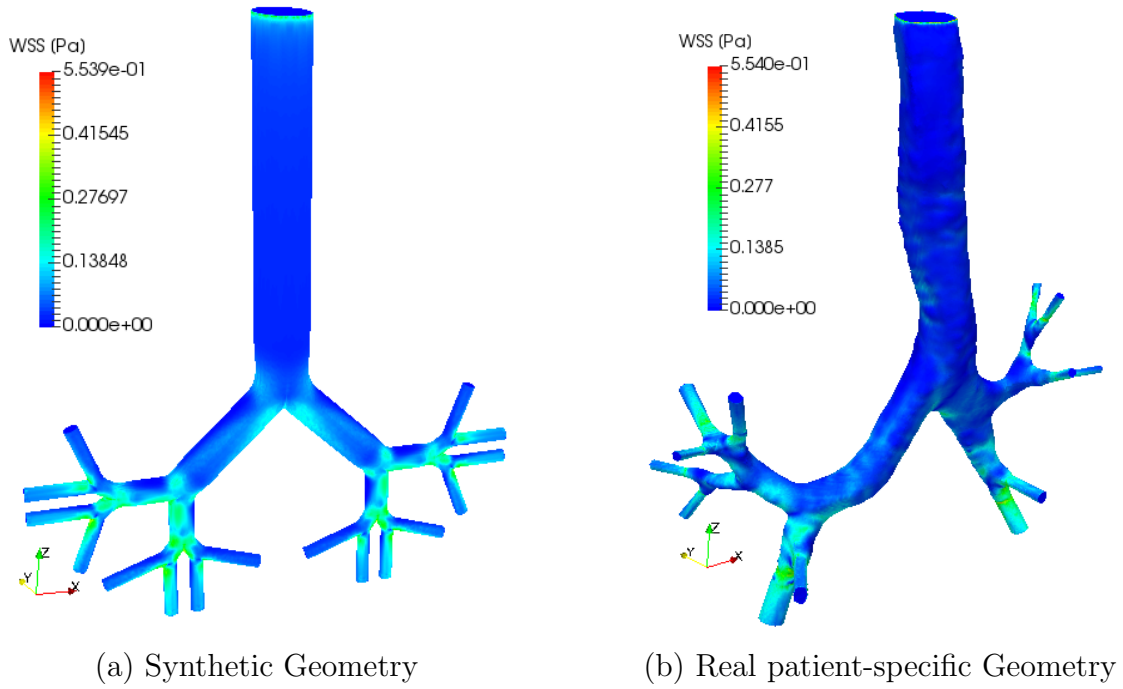 WSS (Pa)
5.539e-01
0.41545
0.27697
0.13848
0.000e+00
Z
Y
X
(a) Synthetic Geometry
WSS (Pa)
5.540e-01
0.4155
0.277
0.1385
0.000e+00
Z
Y
X
(b) Real patient-specific Geometry